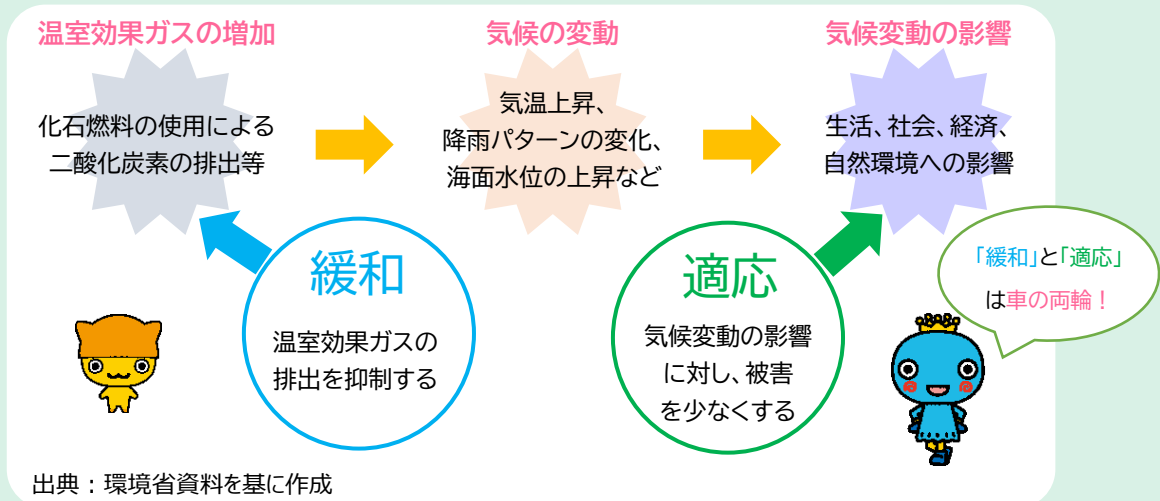 温室効果ガスの増加
化石燃料の使用による
二酸化炭素の排出等
気候の変動
気温上昇、
降雨パターンの変化、
海面水位の上昇など
気候変動の影響
生活、社会、経済、
自然環境への影響
緩和
温室効果ガスの
排出を抑制する
適応
気候変動の影響
に対し、被害
を少なくする
「緩和」と「適応」
は車の両輪！
出典：環境省資料を基に作成